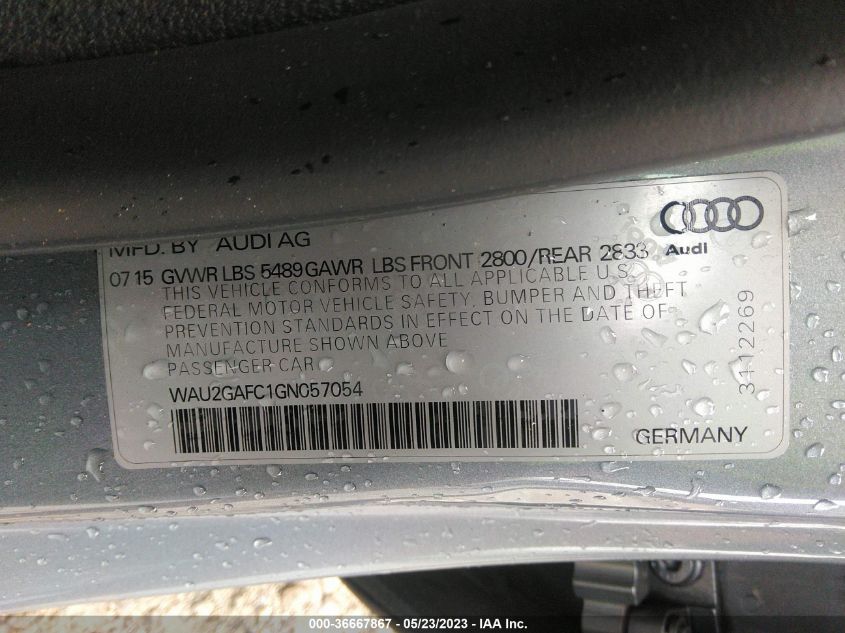 MFD. BY AUDI AG
07 15 GVWR LBS 5489 GAWR LBS FRONT 2800/REAR 2833
THIS VEHICLE CONFORMS TO ALL APPLICABLE U.S.
FEDERAL MOTOR VEHICLE SAFETY, BUMPER AND THEFT
PREVENTION STANDARDS IN EFFECT ON THE DATE OF
MANUFACTURE SHOWN ABOVE
PASSENGER CAR
WAU2GAFC1GN057054
GERMANY
Audi
3112269
000-36667867 - 05/23/2023 - IAA Inc.